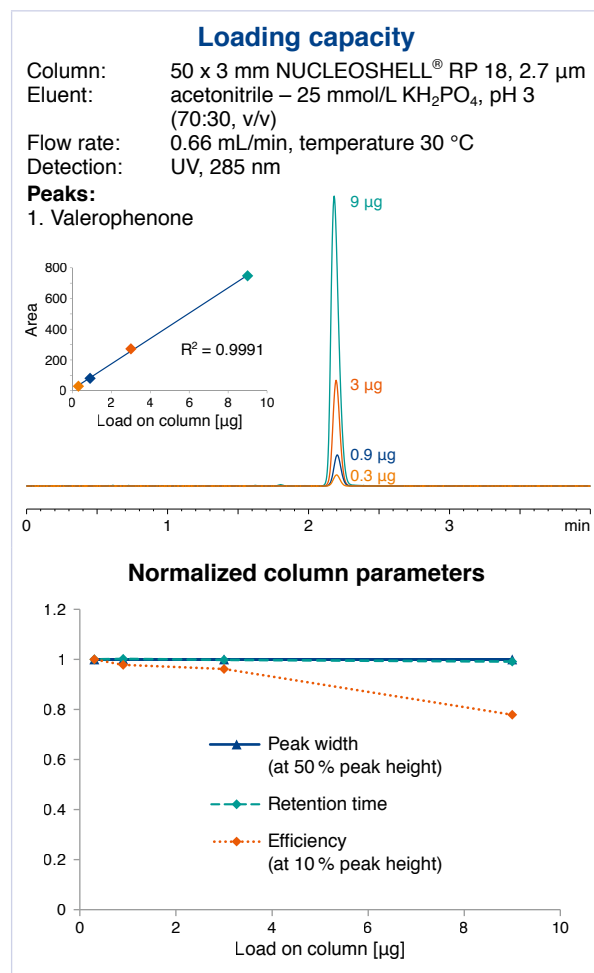 Loading capacity
Column: 50 x 3 mm NUCLEOSHELL® RP 18, 2.7 μm
Eluent: acetonitrile – 25 mmol/L KH₂PO₄, pH 3
(70:30, v/v)
Flow rate: 0.66 mL/min, temperature 30 °C
Detection: UV, 285 nm
Peaks:
1. Valerophenone
9 μg
3 μg
0.9 μg
0.3 μg
800
600
400
200
0
Area
R² = 0.9991
0 2 4 6 8 10
Load on column [μg]
0 1 2 3 min
Normalized column parameters
1.2
1
0.8
0.6
0.4
0.2
0
Peak width
(at 50 % peak height)
Retention time
Efficiency
(at 10 % peak height)
0 2 4 6 8 10
Load on column [μg]